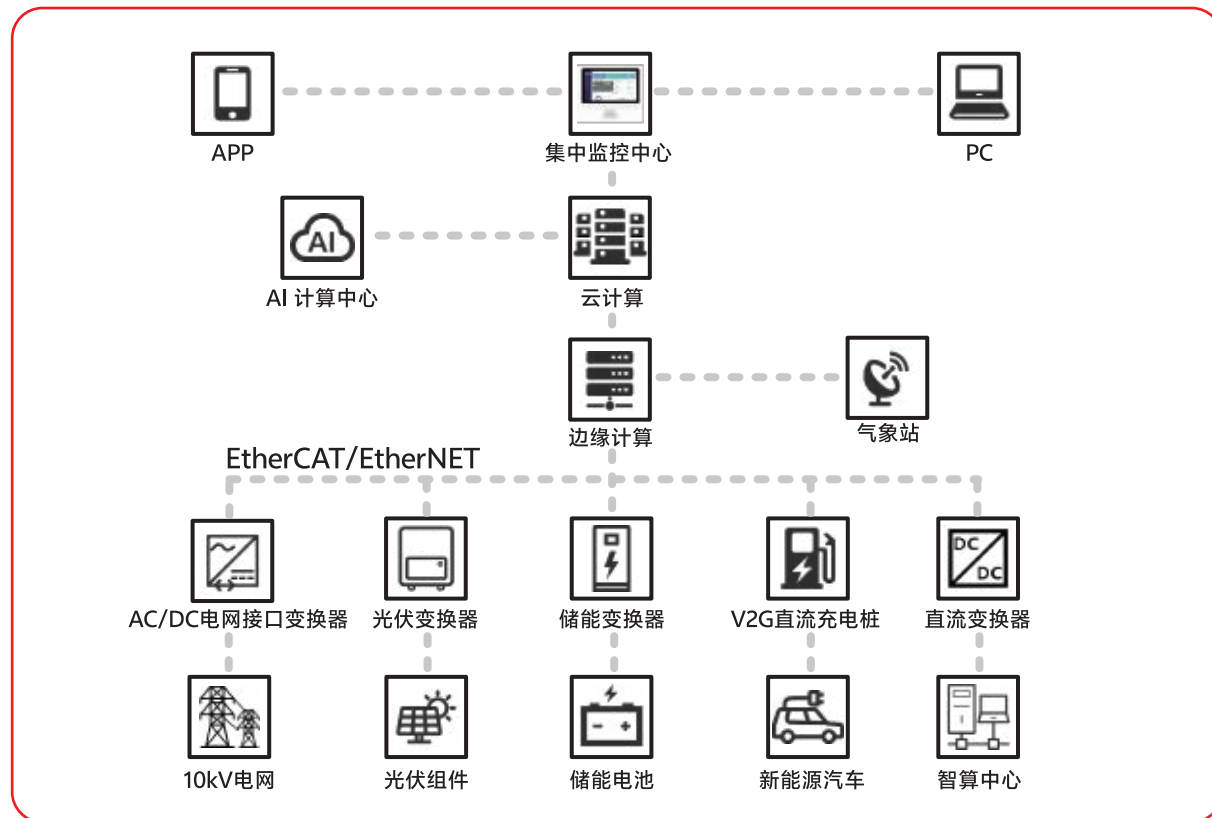 APP
集中监控中心
PC
AI
AI 计算中心
云计算
边缘计算
气象站
EtherCAT/EtherNET
DC
DC
AC/DC电网接口变换器
光伏变换器
储能变换器
V2G直流充电桩
直流变换器
10kV电网
光伏组件
储能电池
新能源汽车
智算中心